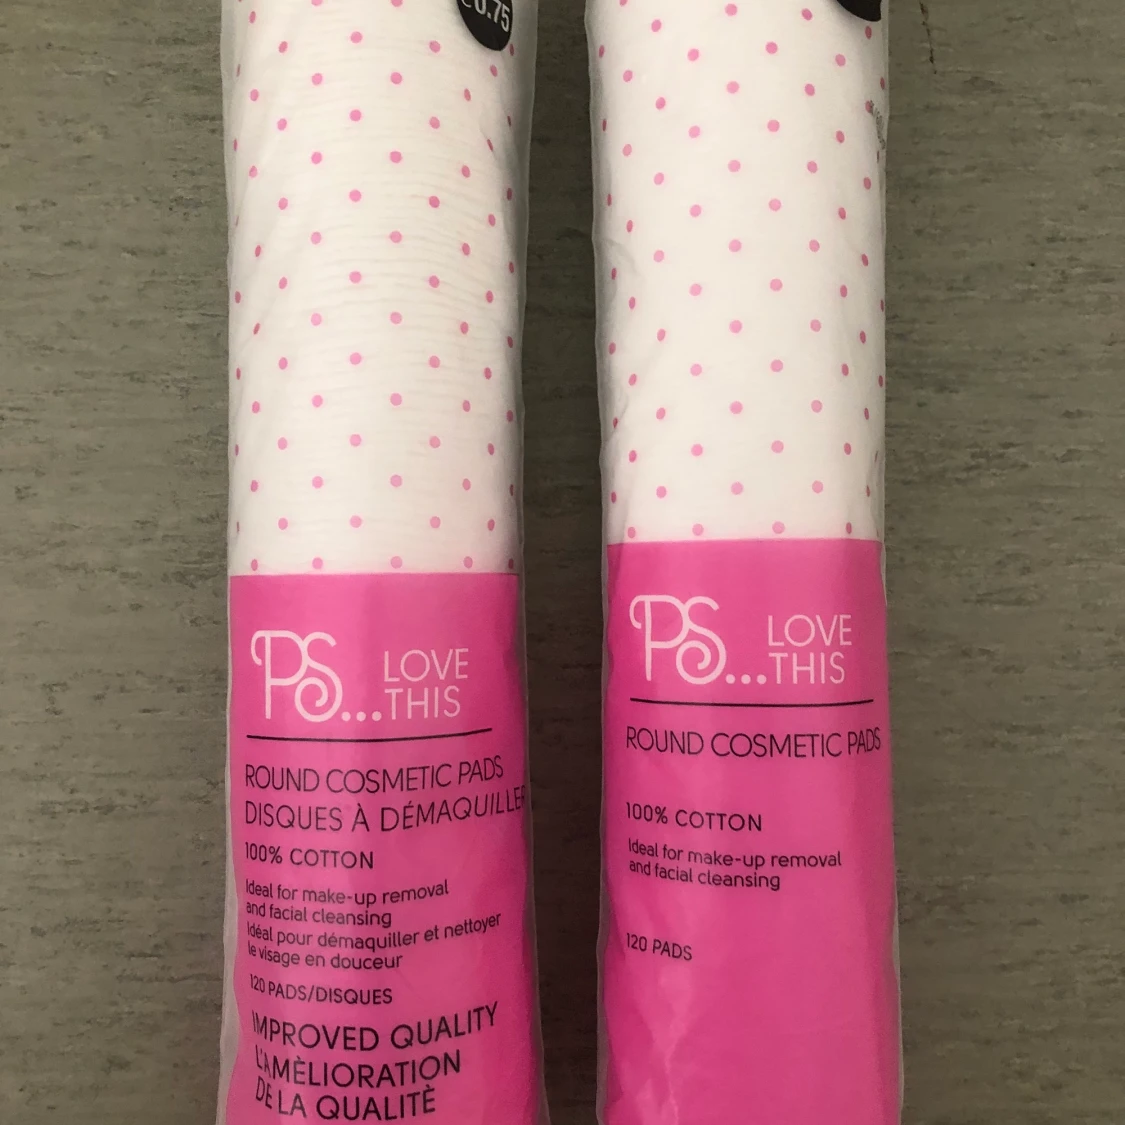 0.75
PS... LOVE
THIS
ROUND COSMETIC PADS
DISQUES À DÉMAQUILLER
100% COTTON
Ideal for make-up removal
and facial cleansing
Idéal pour démaquiller et nettoyer
le visage en douceur
120 PADS/DISQUES
IMPROVED QUALITY
L'AMÈLIORATION
DE LA QUALITÈ
PS... LOVE
THIS
ROUND COSMETIC PADS
100% COTTON
Ideal for make-up removal
and facial cleansing
120 PADS